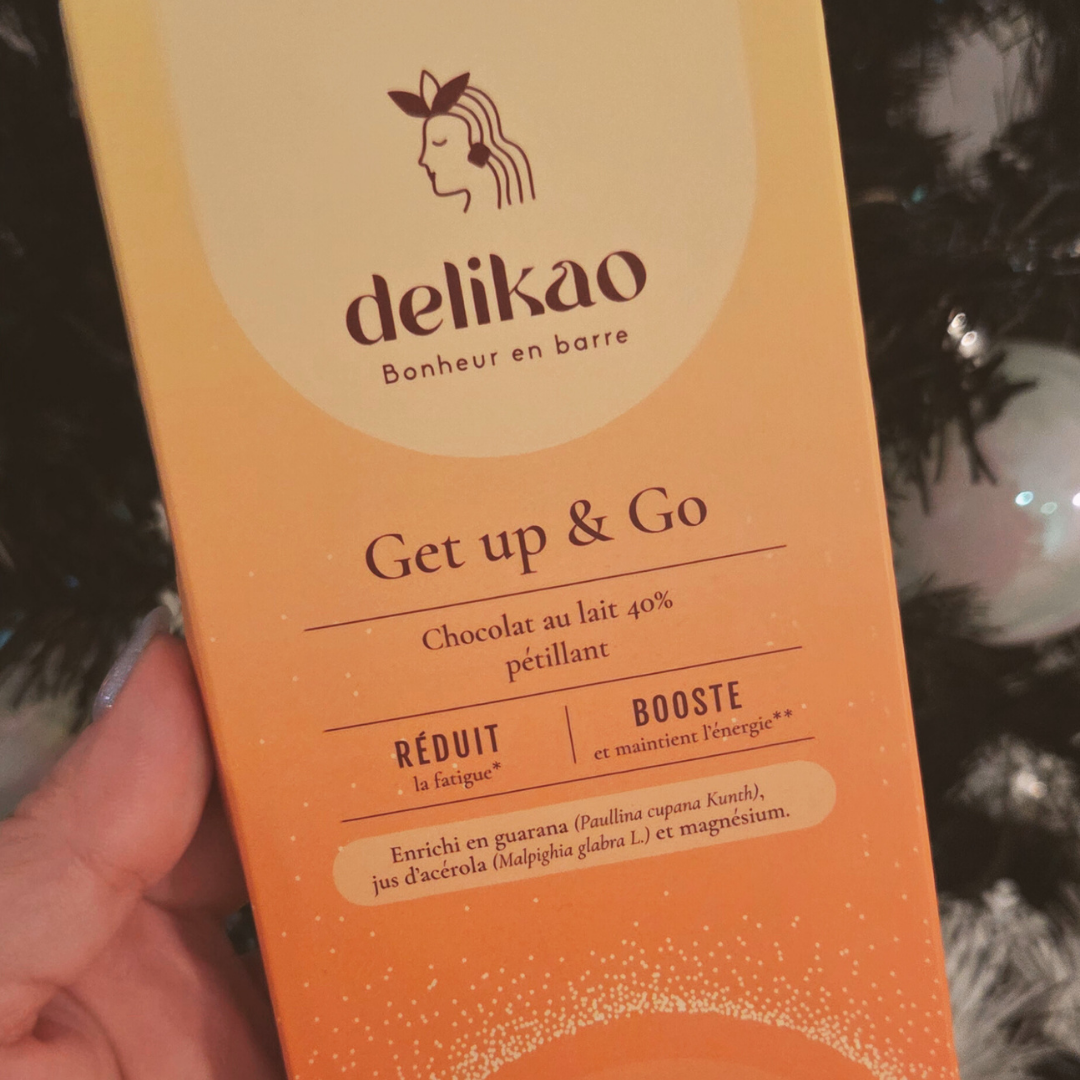 delikao
Bonheur en barre
Get up & Go
Chocolat au lait 40%
pétillant
RÉDUIT
la fatigue*
BOOSTE
et maintient l'énergie**
Enrichi en guarana (Paullina cupana Kunth),
jus d'acérola (Malpighia glabra L.) et magnésium.